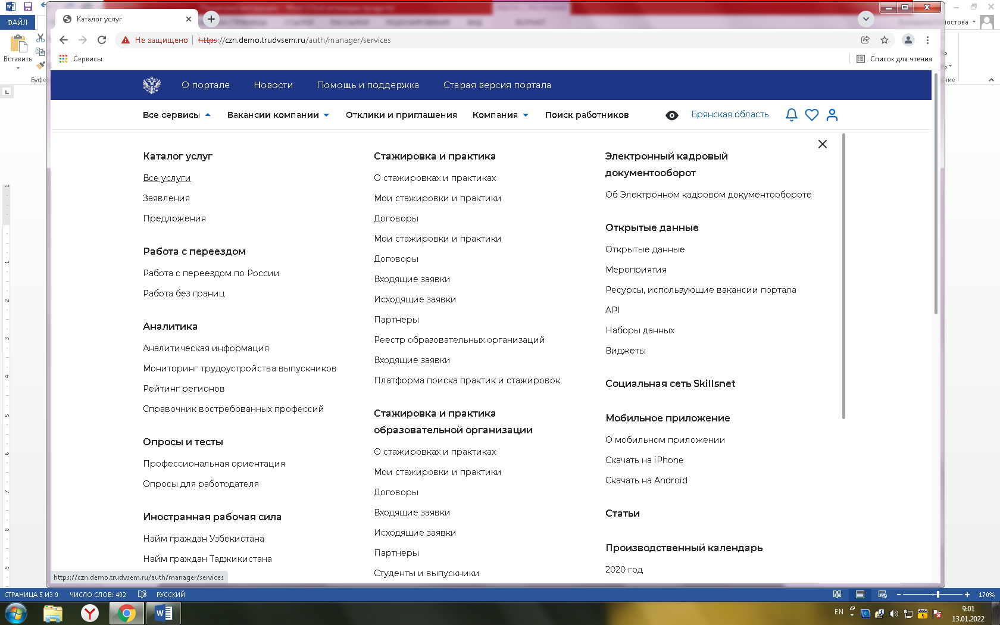 ФАЙЛ
Каталог услуг
Не защищено
https://czn.demo.trudvsem.ru/auth/manager/services
Вставить
Сервисы
Список для чтения
О портале
Новости
Помощь и поддержка
Старая версия портала
Все сервисы
Вакансии компании
Отклики и приглашения
Компания
Поиск работников
Брянская область
Каталог услуг
Все услуги
Заявления
Предложения
Работа с переездом
Работа с переездом по России
Работа без границ
Аналитика
Аналитическая информация
Мониторинг трудоустройства выпускников
Рейтинг регионов
Справочник востребованных профессий
Опросы и тесты
Профессиональная ориентация
Опросы для работодателя
Иностранная рабочая сила
Найм граждан Узбекистана
Найм граждан Таджикистана
Стажировка и практика
О стажировках и практиках
Мои стажировки и практики
Договоры
Мои стажировки и практики
Договоры
Входящие заявки
Исходящие заявки
Партнеры
Реестр образовательных организаций
Входящие заявки
Платформа поиска практик и стажировок
Стажировка и практика
образовательной организации
О стажировках и практиках
Мои стажировки и практики
Договоры
Входящие заявки
Исходящие заявки
Партнеры
Студенты и выпускники
Электронный кадровый
документооборот
Об Электронном кадровом документообороте
Открытые данные
Открытые данные
Мероприятия
Ресурсы, использующие вакансии портала
API
Наборы данных
Виджеты
Социальная сеть Skillsnet
Мобильное приложение
О мобильном приложении
Скачать на iPhone
Скачать на Android
Статьи
Производственный календарь
2020 год
https://czn.demo.trudvsem.ru/auth/manager/services
СТРАНИЦА 5 ИЗ 9
ЧИСЛО СЛОВ: 402
РУССКИЙ
170%
EN
9:01
13.01.2022